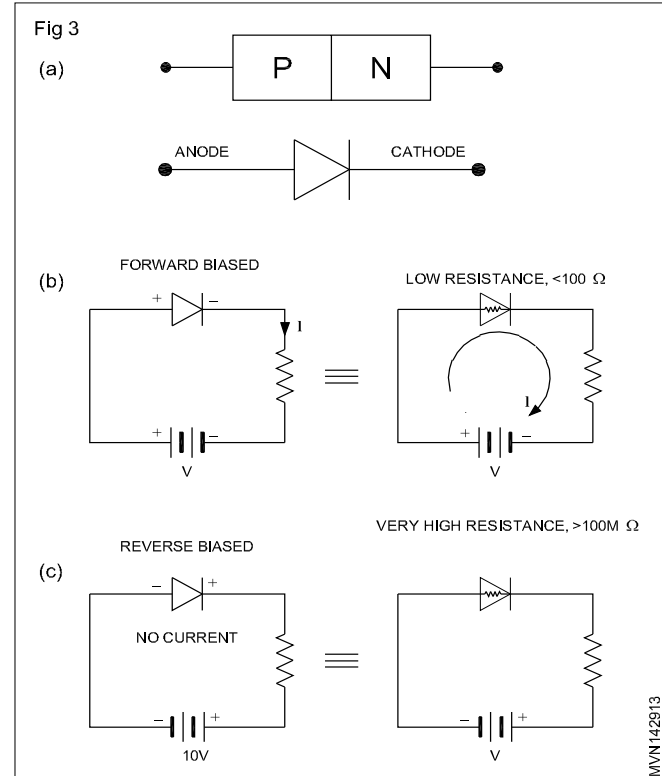 Fig 3
(a)
P N
ANODE CATHODE
(b)
FORWARD BIASED
+ −
I
+ −
V
LOW RESISTANCE, <100 Ω
I
+ −
V
(c)
REVERSE BIASED
− +
NO CURRENT
− +
10V
VERY HIGH RESISTANCE, >100M Ω
− +
V
MVN142913